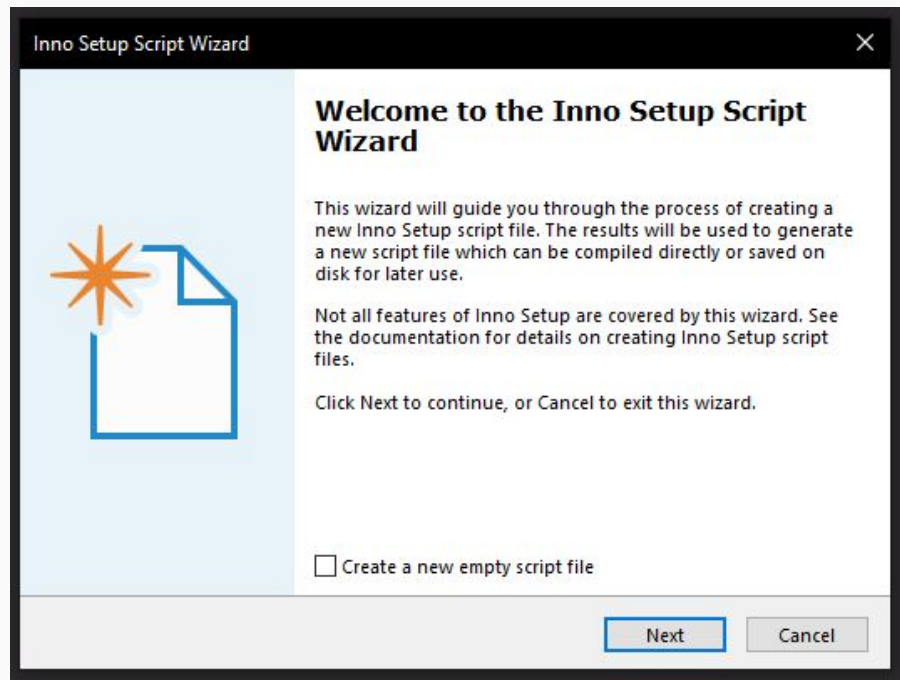 Inno Setup Script Wizard
Welcome to the Inno Setup Script
Wizard
This wizard will guide you through the process of creating a
new Inno Setup script file. The results will be used to generate
a new script file which can be compiled directly or saved on
disk for later use.
Not all features of Inno Setup are covered by this wizard. See
the documentation for details on creating Inno Setup script
files.
Click Next to continue, or Cancel to exit this wizard.
Create a new empty script file
Next
Cancel